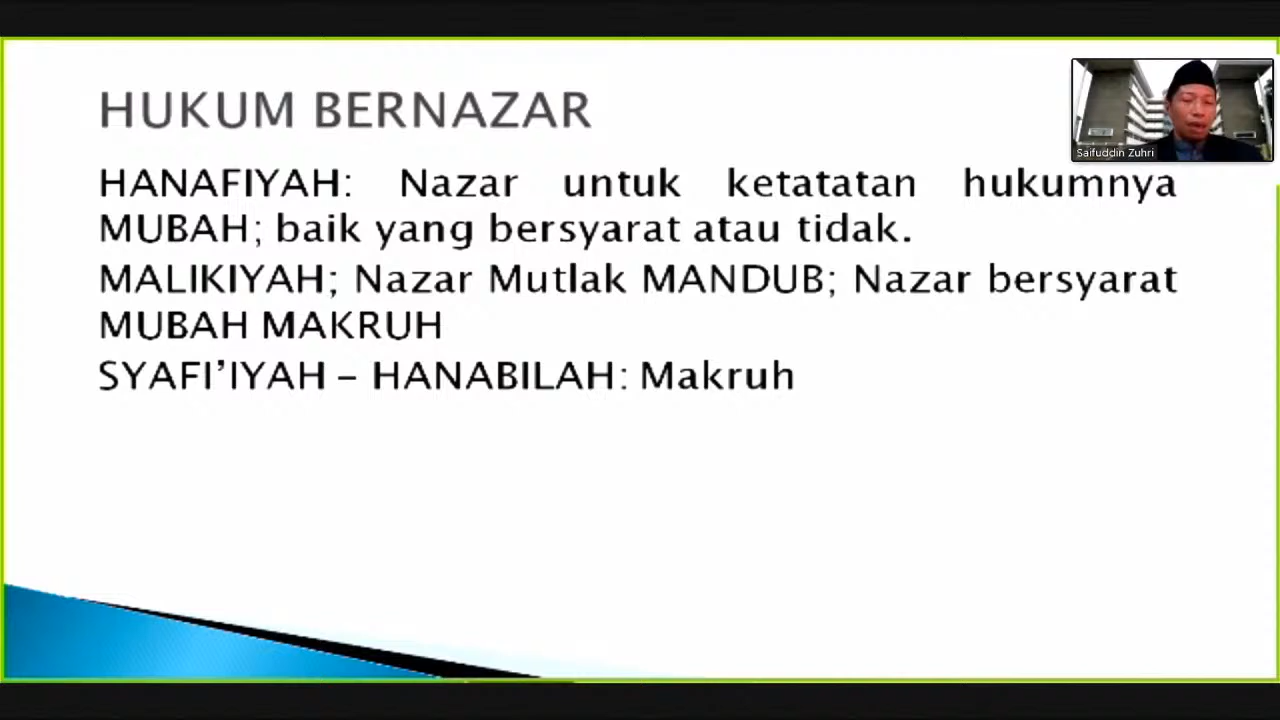 HUKUM BERNAZAR
Saifuddin Zuhri
HANAFIYAH: Nazar untuk ketatatan hukumnya
MUBAH; baik yang bersyarat atau tidak.
MALIKIYAH; Nazar Mutlak MANDUB; Nazar bersyarat
MUBAH MAKRUH
SYAFI’IYAH – HANABILAH: Makruh